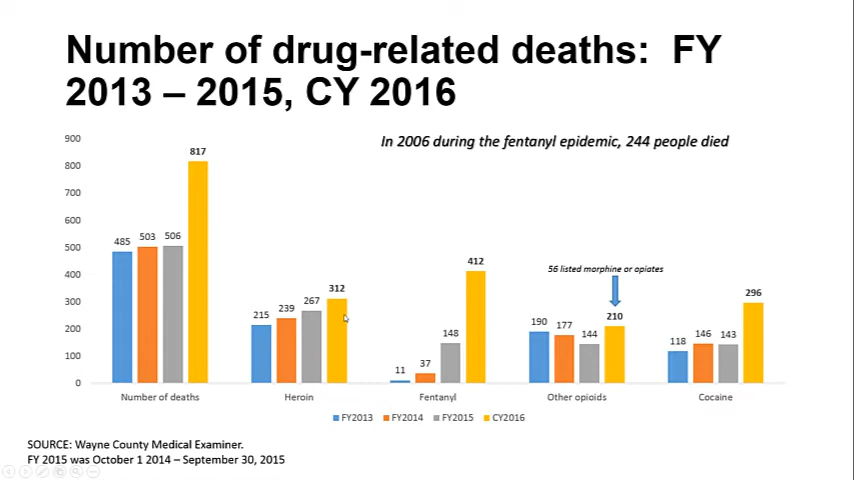 Number of drug-related deaths:  FY
2013 – 2015, CY 2016
In 2006 during the fentanyl epidemic, 244 people died
900
800
700
600
500
400
300
200
100
0
485 503 506 817
215 239 267 312
11 37 148 412
56 listed morphine or opiates
190 177 144 210
118 146 143 296
Number of deaths Heroin Fentanyl Other opioids Cocaine
FY2013 FY2014 FY2015 CY2016
SOURCE: Wayne County Medical Examiner.
FY 2015 was October 1 2014 – September 30, 2015